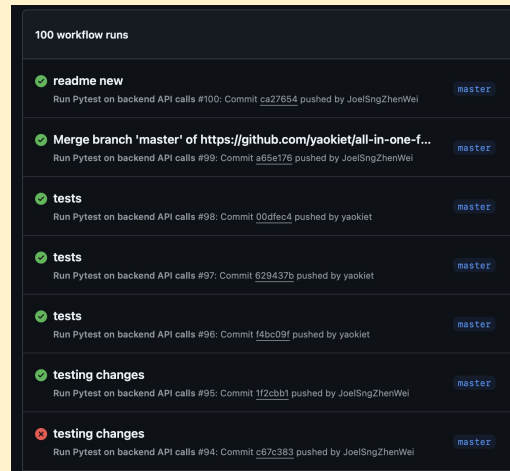 100 workflow runs
readme new
Run Pytest on backend API calls #100: Commit ca27654 pushed by JoelSngZhenWei
master
Merge branch 'master' of https://github.com/yaokiet/all-in-one-f...
Run Pytest on backend API calls #99: Commit a65e176 pushed by JoelSngZhenWei
master
tests
Run Pytest on backend API calls #98: Commit 00dfec4 pushed by yaokiet
master
tests
Run Pytest on backend API calls #97: Commit 629437b pushed by yaokiet
master
tests
Run Pytest on backend API calls #96: Commit f4bc09f pushed by yaokiet
master
testing changes
Run Pytest on backend API calls #95: Commit 1f2cbb1 pushed by JoelSngZhenWei
master
testing changes
Run Pytest on backend API calls #94: Commit c67c383 pushed by JoelSngZhenWei
master